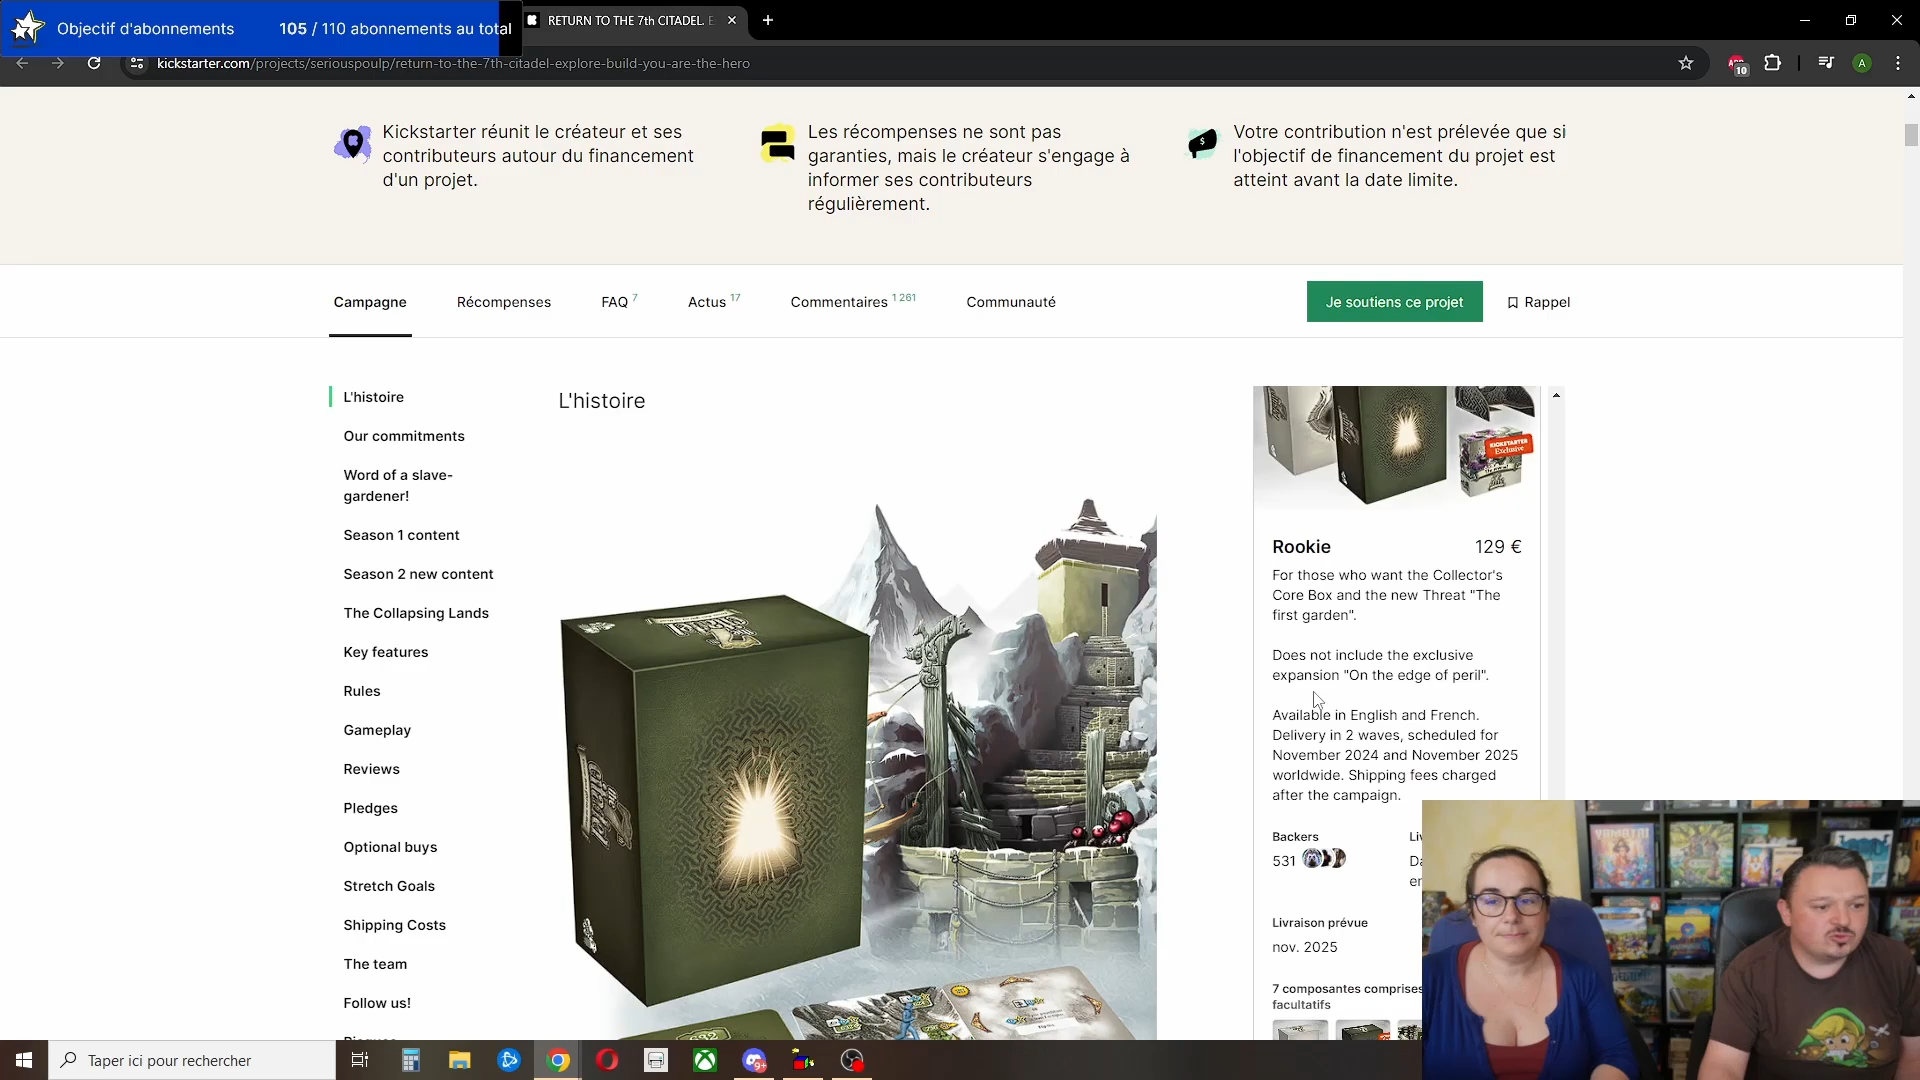 Objectif d'abonnements 105 / 110 abonnements au total
RETURN TO THE 7th CITADEL. E
kickstarter.com/projects/seriouspoulp/return-to-the-7th-citadel-explore-build-you-are-the-hero
10
A
Kickstarter réunit le créateur et ses
contributeurs autour du financement
d'un projet.
Les récompenses ne sont pas
garanties, mais le créateur s'engage à
informer ses contributeurs
régulièrement.
Votre contribution n'est prélevée que si
l'objectif de financement du projet est
atteint avant la date limite.
Campagne Récompenses FAQ 7 Actus 17 Commentaires 1 261 Communauté Je soutiens ce projet Rappel
L'histoire
Our commitments
Word of a slave-
gardener!
Season 1 content
Season 2 new content
The Collapsing Lands
Key features
Rules
Gameplay
Reviews
Pledges
Optional buys
Stretch Goals
Shipping Costs
The team
Follow us!
L'histoire
KICKSTARTER
Exclusive
Rookie 129 €
For those who want the Collector's
Core Box and the new Threat "The
first garden".
Does not include the exclusive
expansion "On the edge of peril".
Available in English and French.
Delivery in 2 waves, scheduled for
November 2024 and November 2025
worldwide. Shipping fees charged
after the campaign.
Backers
531
Livraison prévue
nov. 2025
7 composantes comprises
facultatifs
Taper ici pour rechercher
9+